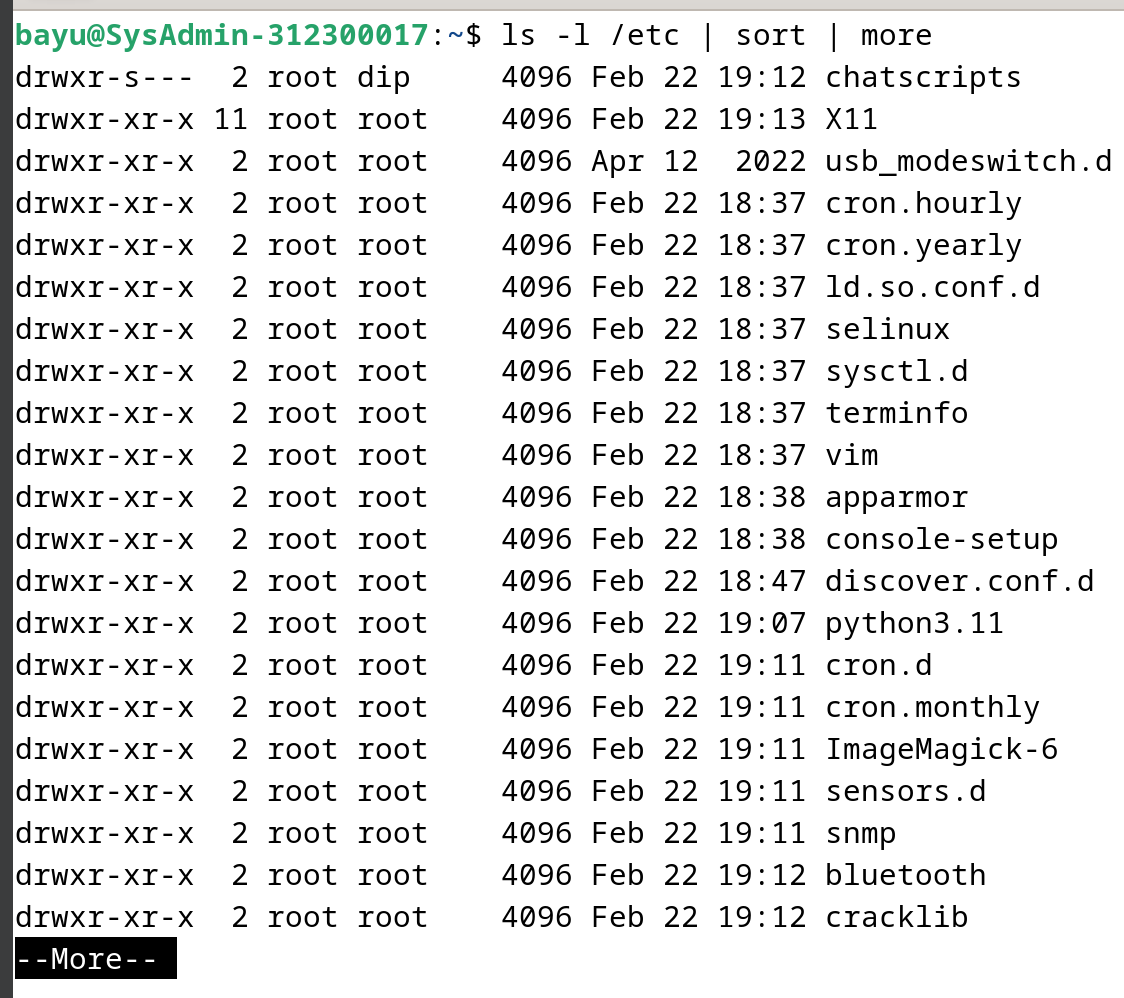 bayu@SysAdmin-312300017:~$ ls -l /etc | sort | more
drwxr-s---  2 root dip     4096 Feb 22 19:12 chatscripts
drwxr-xr-x 11 root root    4096 Feb 22 19:13 X11
drwxr-xr-x  2 root root    4096 Apr 12  2022 usb_modeswitch.d
drwxr-xr-x  2 root root    4096 Feb 22 18:37 cron.hourly
drwxr-xr-x  2 root root    4096 Feb 22 18:37 cron.yearly
drwxr-xr-x  2 root root    4096 Feb 22 18:37 ld.so.conf.d
drwxr-xr-x  2 root root    4096 Feb 22 18:37 selinux
drwxr-xr-x  2 root root    4096 Feb 22 18:37 sysctl.d
drwxr-xr-x  2 root root    4096 Feb 22 18:37 terminfo
drwxr-xr-x  2 root root    4096 Feb 22 18:37 vim
drwxr-xr-x  2 root root    4096 Feb 22 18:38 apparmor
drwxr-xr-x  2 root root    4096 Feb 22 18:38 console-setup
drwxr-xr-x  2 root root    4096 Feb 22 18:47 discover.conf.d
drwxr-xr-x  2 root root    4096 Feb 22 19:07 python3.11
drwxr-xr-x  2 root root    4096 Feb 22 19:11 cron.d
drwxr-xr-x  2 root root    4096 Feb 22 19:11 cron.monthly
drwxr-xr-x  2 root root    4096 Feb 22 19:11 ImageMagick-6
drwxr-xr-x  2 root root    4096 Feb 22 19:11 sensors.d
drwxr-xr-x  2 root root    4096 Feb 22 19:11 snmp
drwxr-xr-x  2 root root    4096 Feb 22 19:12 bluetooth
drwxr-xr-x  2 root root    4096 Feb 22 19:12 cracklib
--More--